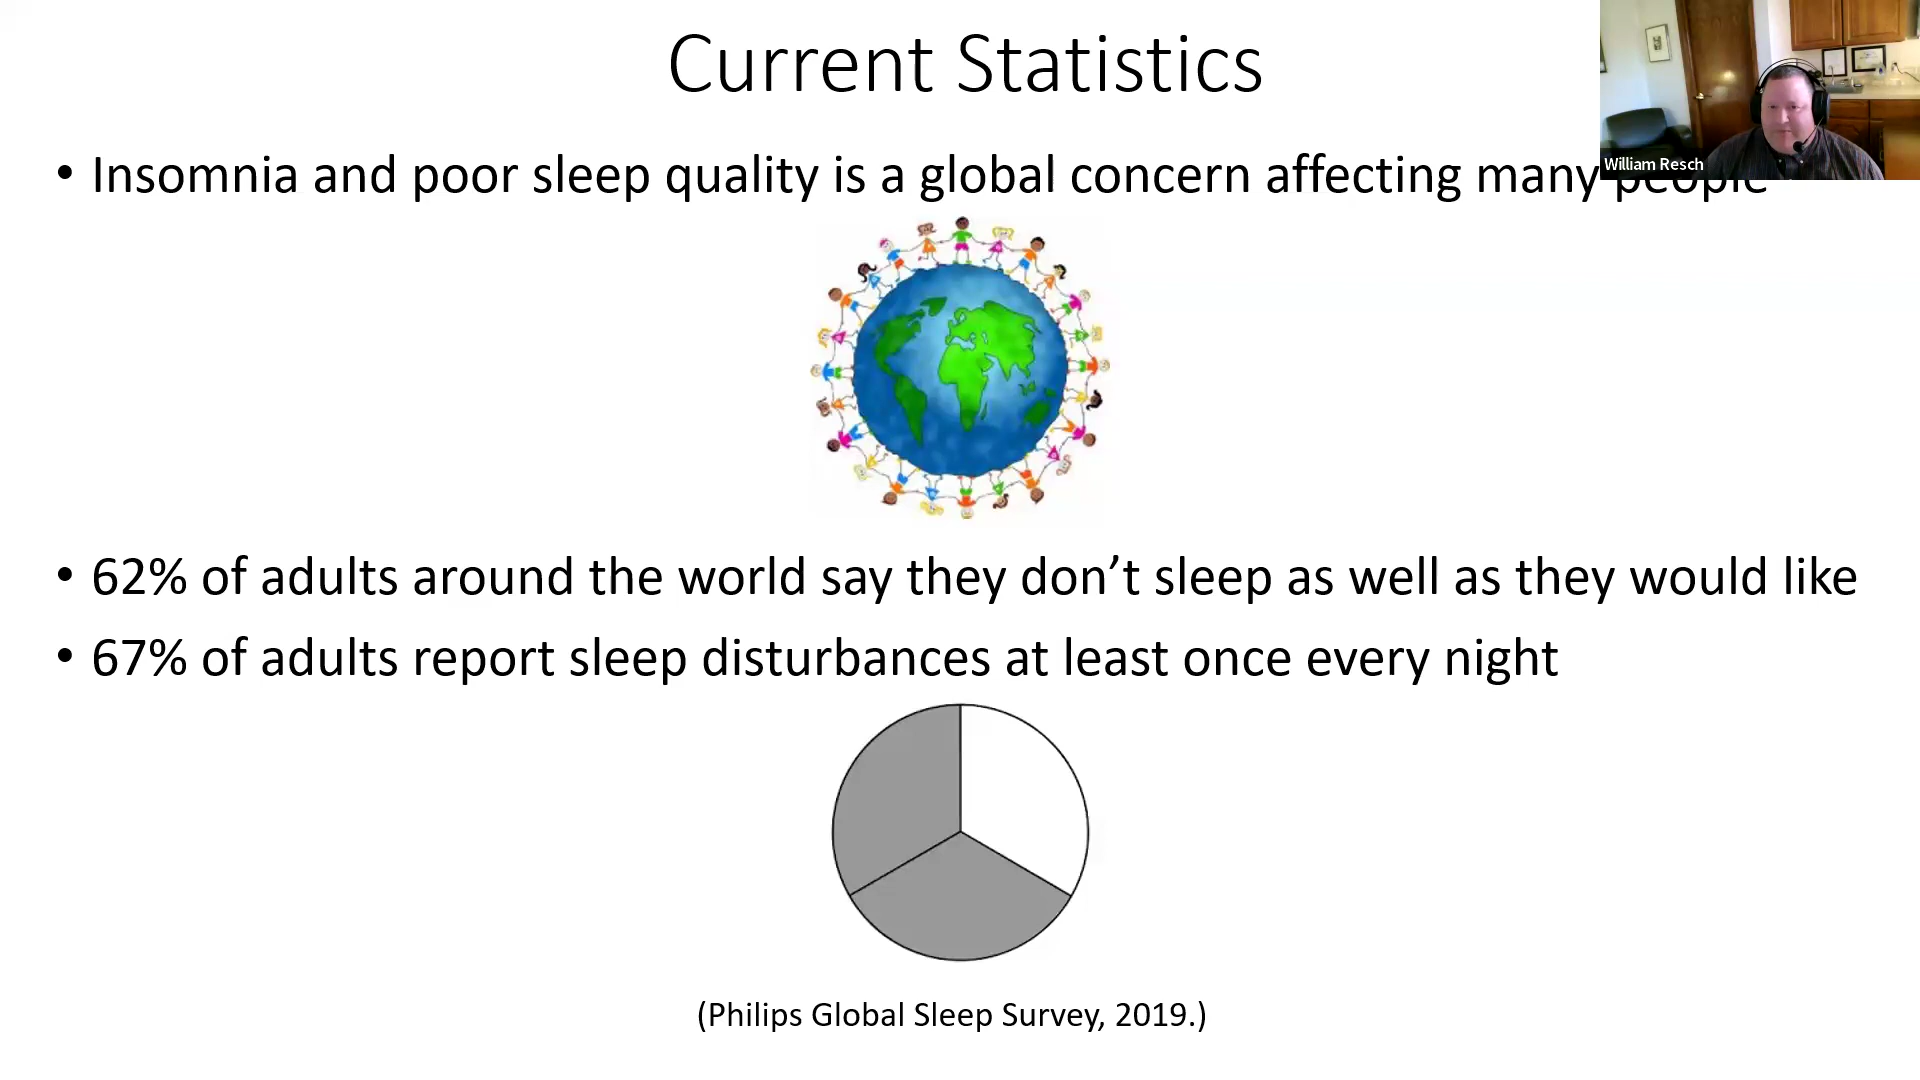 Current Statistics
William Resch
• Insomnia and poor sleep quality is a global concern affecting many people
• 62% of adults around the world say they don’t sleep as well as they would like
• 67% of adults report sleep disturbances at least once every night
(Philips Global Sleep Survey, 2019.)